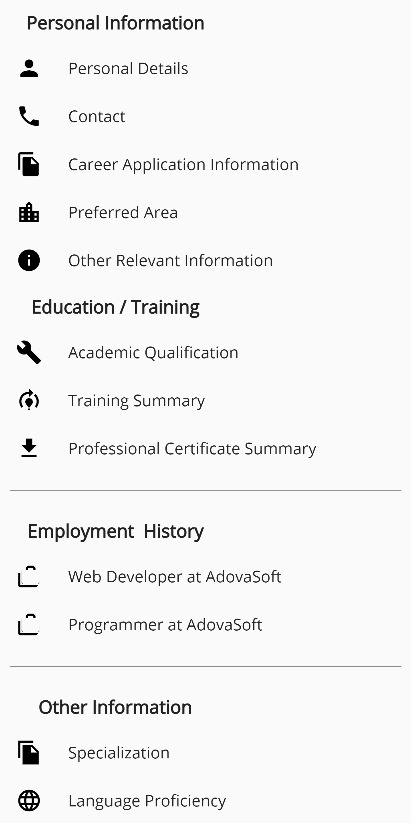 Personal Information
Personal Details
Contact
Career Application Information
Preferred Area
Other Relevant Information
Education / Training
Academic Qualification
Training Summary
Professional Certificate Summary
Employment History
Web Developer at AdovaSoft
Programmer at AdovaSoft
Other Information
Specialization
Language Proficiency